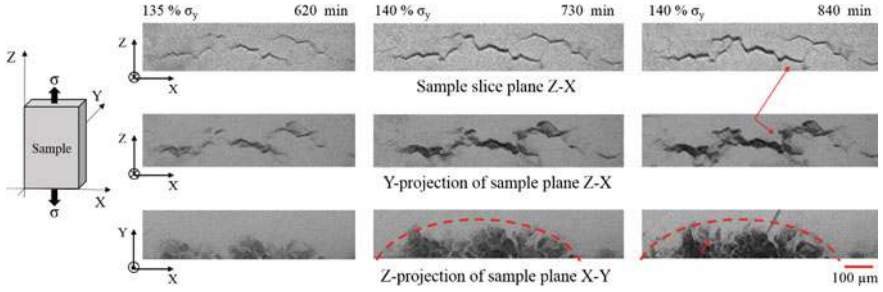 135 % σy 620 min 140 % σy 730 min 140 % σy 840 min
Z
X
Z
σ
Y
Sample
X
σ
Sample slice plane Z-X
Z
X
Y-projection of sample plane Z-X
Y
X
Z-projection of sample plane X-Y
100 µm